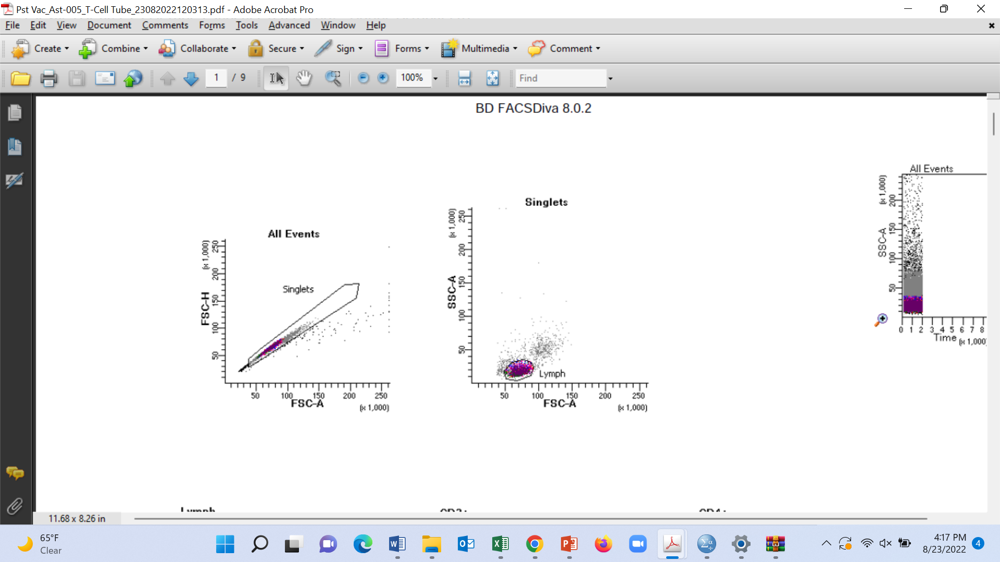 Pst Vac_Ast-005_T-Cell Tube_23082022120313.pdf - Adobe Acrobat Pro
File Edit View Document Comments Forms Tools Advanced Window Help
Create Combine Collaborate Secure Sign Forms Multimedia Comment
1 / 9 100% Find
BD FACSDiva 8.0.2
All Events
Singlets
FSC-H
(x 1,000)
50 100 150 200 250
50 100 150 200 250
FSC-A
(x 1,000)
Singlets
Lymph
SSC-A
(x 1,000)
50 100 150 200 250
50 100 150 200 250
FSC-A
(x 1,000)
All Events
SSC-A
(x 1,000)
50 100 150 200
0 1 2 3 4 5 6 7 8
Time (x 1,000)
Lymph CD3+ CD4+
11.68 x 8.26 in
65°F
Clear
4:17 PM
8/23/2022
4